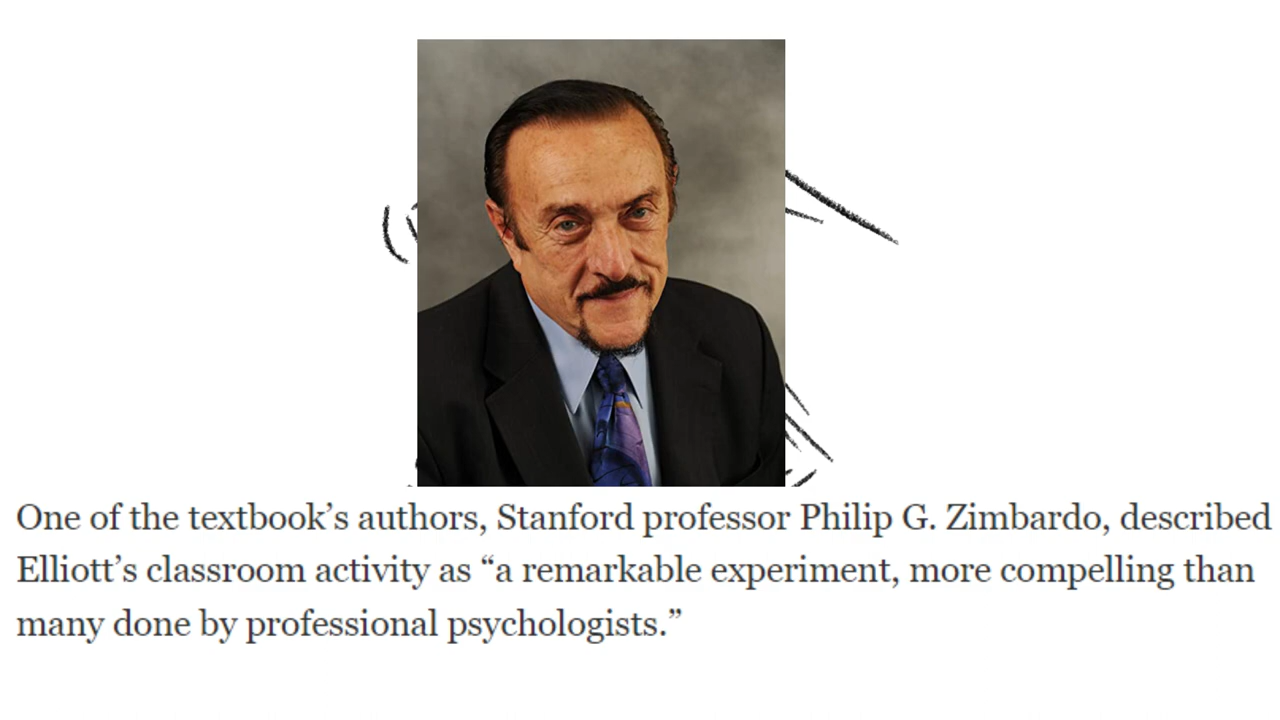 One of the textbook’s authors, Stanford professor Philip G. Zimbardo, described
Elliott’s classroom activity as “a remarkable experiment, more compelling than
many done by professional psychologists.”